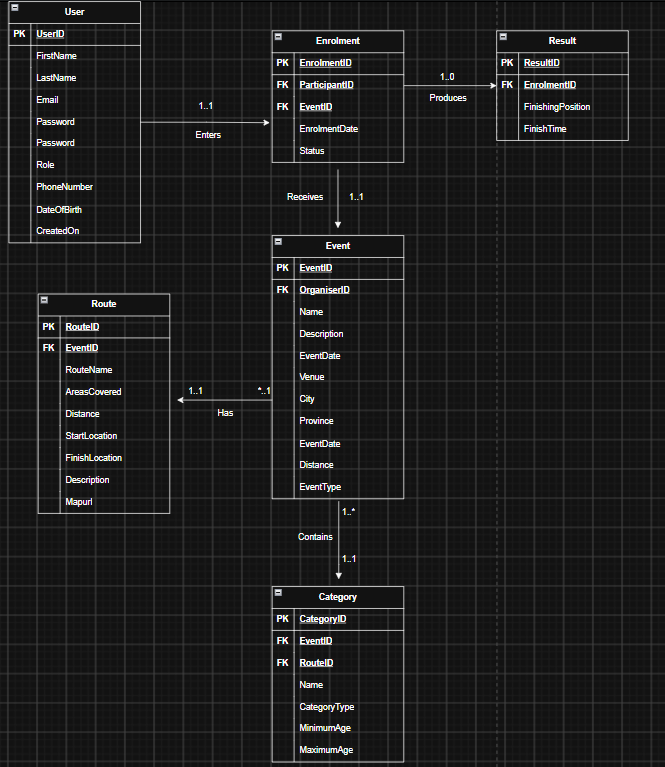 User
PK UserID
FirstName
LastName
Email
Password
Password
Role
PhoneNumber
DateOfBirth
CreatedOn
1..1
Enters
Enrolment
PK EnrolmentID
FK ParticipantID
FK EventID
EnrolmentDate
Status
1..0
Produces
Result
PK ResultID
FK EnrolmentID
FinishingPosition
FinishTime
Receives 1..1
Event
PK EventID
FK OrganiserID
Name
Description
EventDate
Venue
City
Province
EventDate
Distance
EventType
Route
PK RouteID
FK EventID
RouteName
AreasCovered
Distance
StartLocation
FinishLocation
Description
Mapurl
1..1 *..1
Has
1..*
Contains
1..1
Category
PK CategoryID
FK EventID
FK RouteID
Name
CategoryType
MinimumAge
MaximumAge